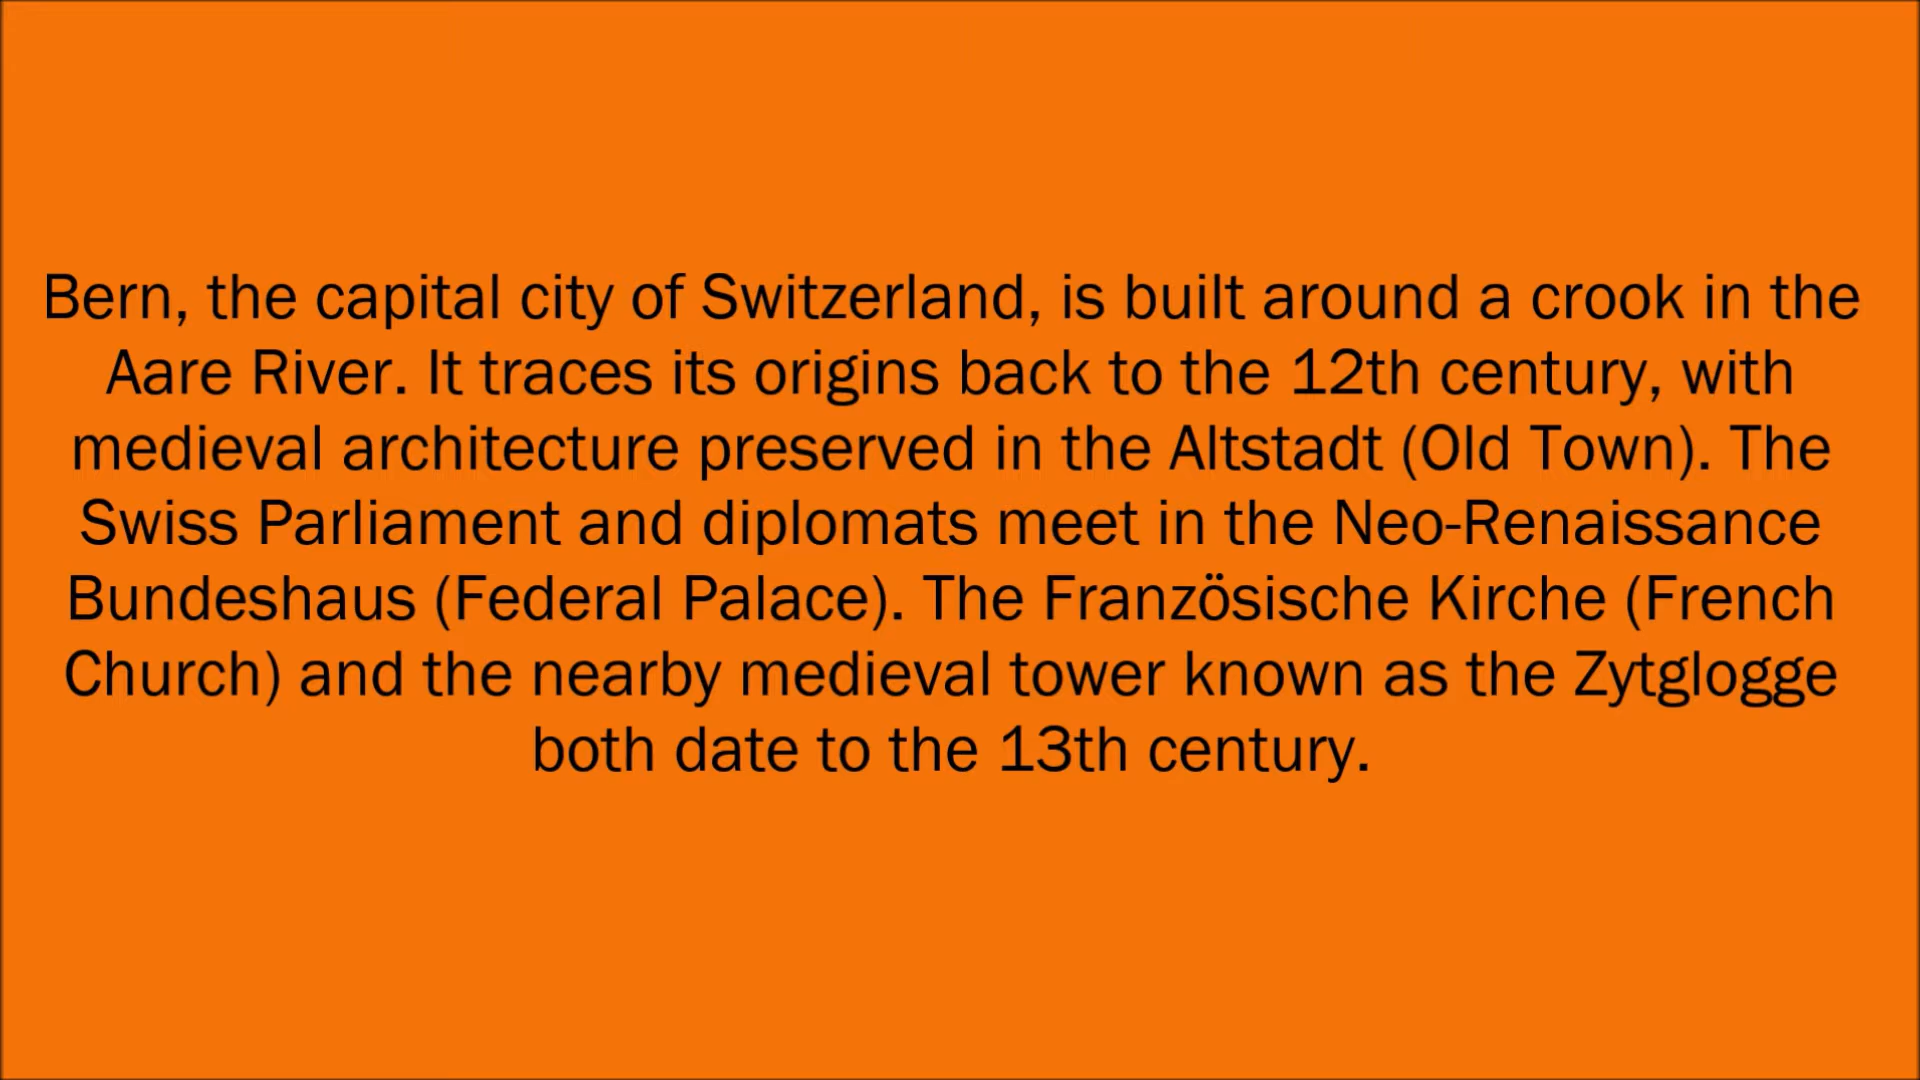 Bern, the capital city of Switzerland, is built around a crook in the
Aare River. It traces its origins back to the 12th century, with
medieval architecture preserved in the Altstadt (Old Town). The
Swiss Parliament and diplomats meet in the Neo-Renaissance
Bundeshaus (Federal Palace). The Französische Kirche (French
Church) and the nearby medieval tower known as the Zytglogge
both date to the 13th century.